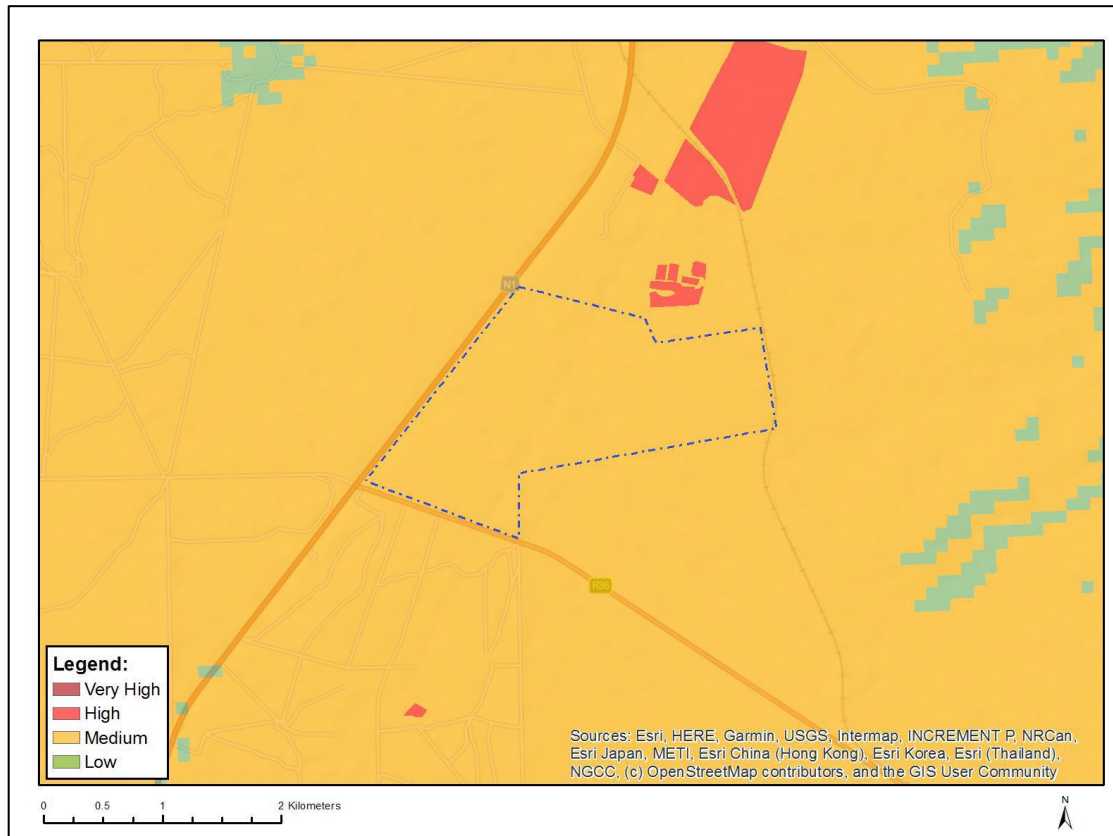 N1
R36
Legend:
Very High
High
Medium
Low
Sources: Esri, HERE, Garmin, USGS, Intermap, INCREMENT P, NRCan,
Esri Japan, METI, Esri China (Hong Kong), Esri Korea, Esri (Thailand),
NGCC, (c) OpenStreetMap contributors, and the GIS User Community
0 0.5 1 2 Kilometers
N